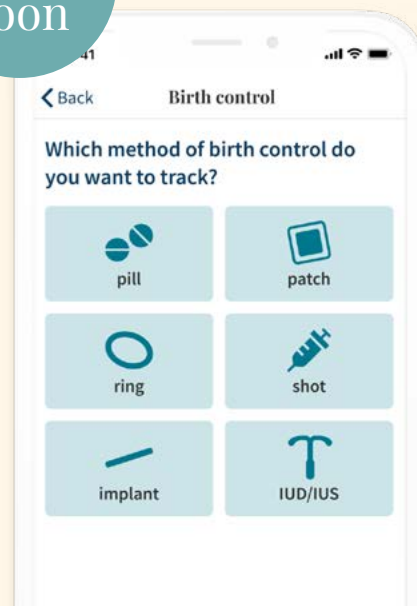 oon
41
Back
Birth control
Which method of birth control do
you want to track?
pill
patch
ring
shot
implant
IUD/IUS